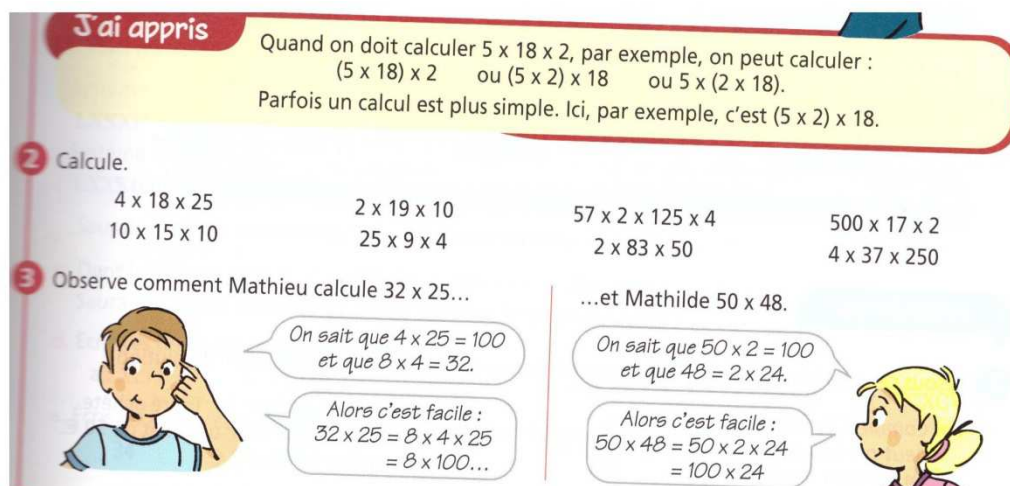 J'ai appris
Quand on doit calculer 5 x 18 x 2, par exemple, on peut calculer :
(5 x 18) x 2 ou (5 x 2) x 18 ou 5 x (2 x 18).
Parfois un calcul est plus simple. Ici, par exemple, c'est (5 x 2) x 18.
2 Calcule.
4 x 18 x 25 2 x 19 x 10 57 x 2 x 125 x 4 500 x 17 x 2
10 x 15 x 10 25 x 9 x 4 2 x 83 x 50 4 x 37 x 250
3 Observe comment Mathieu calcule 32 x 25...
On sait que 4 x 25 = 100
et que 8 x 4 = 32.
Alors c'est facile :
32 x 25 = 8 x 4 x 25
= 8 x 100...
...et Mathilde 50 x 48.
On sait que 50 x 2 = 100
et que 48 = 2 x 24.
Alors c'est facile :
50 x 48 = 50 x 2 x 24
= 100 x 24